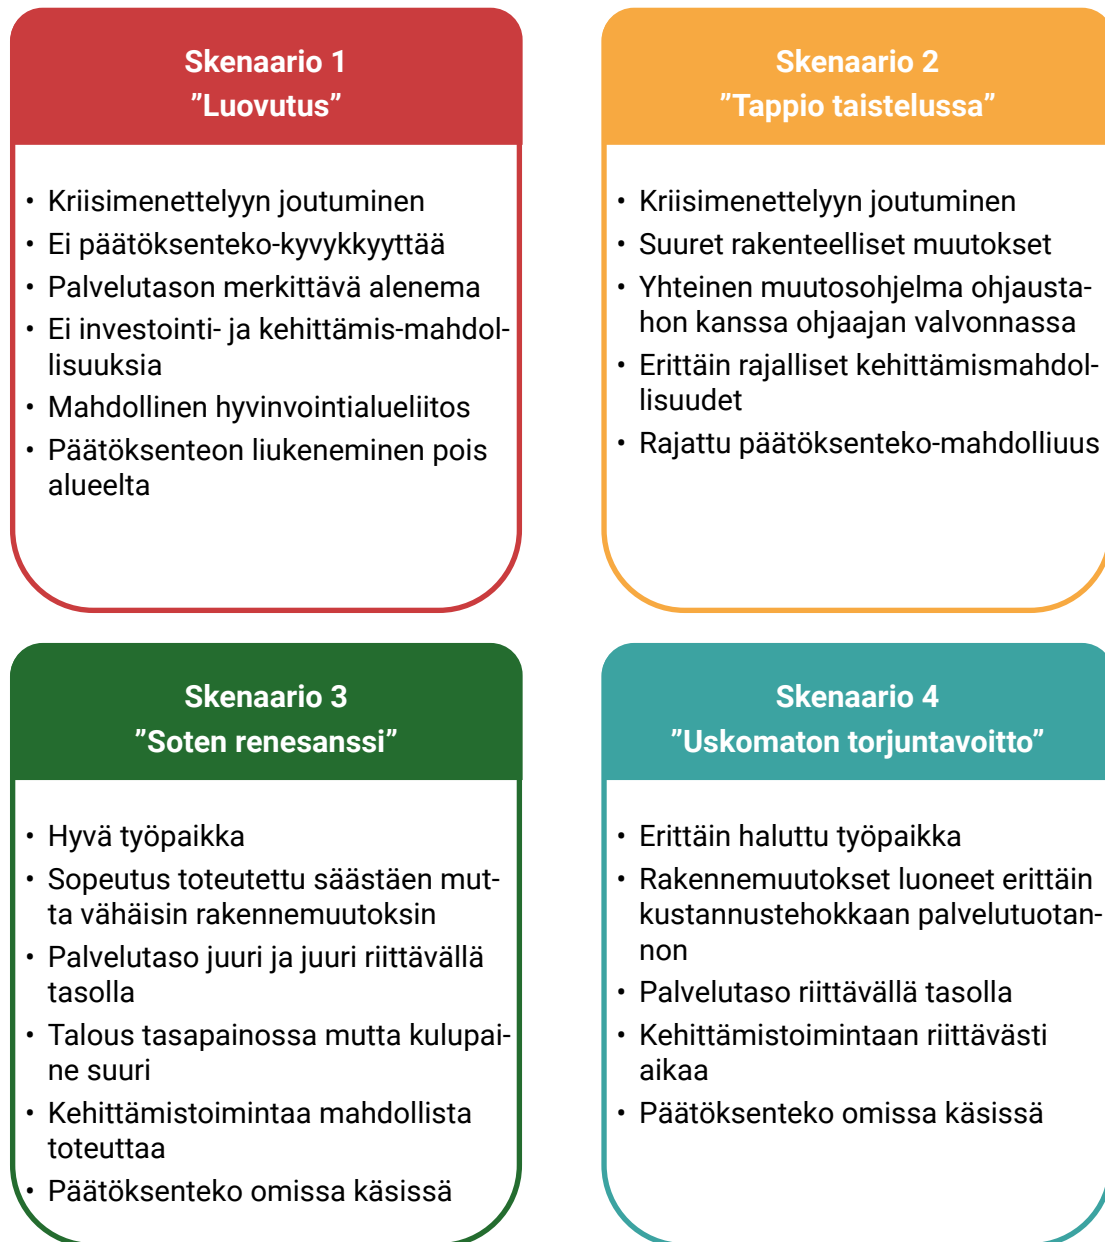 Skenaario 1
”Luovutus”
• Kriisimenettelyyn joutuminen
• Ei päätöksenteko-kyvykkyyttää
• Palvelutason merkittävä alenema
• Ei investointi- ja kehittämis-mahdol-
lisuuksia
• Mahdollinen hyvinvointialueliitos
• Päätöksenteon liukeneminen pois
alueelta
Skenaario 2
”Tappio taistelussa”
• Kriisimenettelyyn joutuminen
• Suuret rakenteelliset muutokset
• Yhteinen muutosohjelma ohjausta-
hon kanssa ohjaajan valvonnassa
• Erittäin rajalliset kehittämismahdol-
lisuudet
• Rajattu päätöksenteko-mahdolliuus
Skenaario 3
”Soten renesanssi”
• Hyvä työpaikka
• Sopeutus toteutettu säästäen mut-
ta vähäisin rakennemuutoksin
• Palvelutaso juuri ja juuri riittävällä
tasolla
• Talous tasapainossa mutta kulupai-
ne suuri
• Kehittämistoimintaa mahdollista
toteuttaa
• Päätöksenteko omissa käsissä
Skenaario 4
”Uskomaton torjuntavoitto”
• Erittäin haluttu työpaikka
• Rakennemuutokset luoneet erittäin
kustannustehokkaan palvelutuotan-
non
• Palvelutaso riittävällä tasolla
• Kehittämistoimintaan riittävästi
aikaa
• Päätöksenteko omissa käsissä